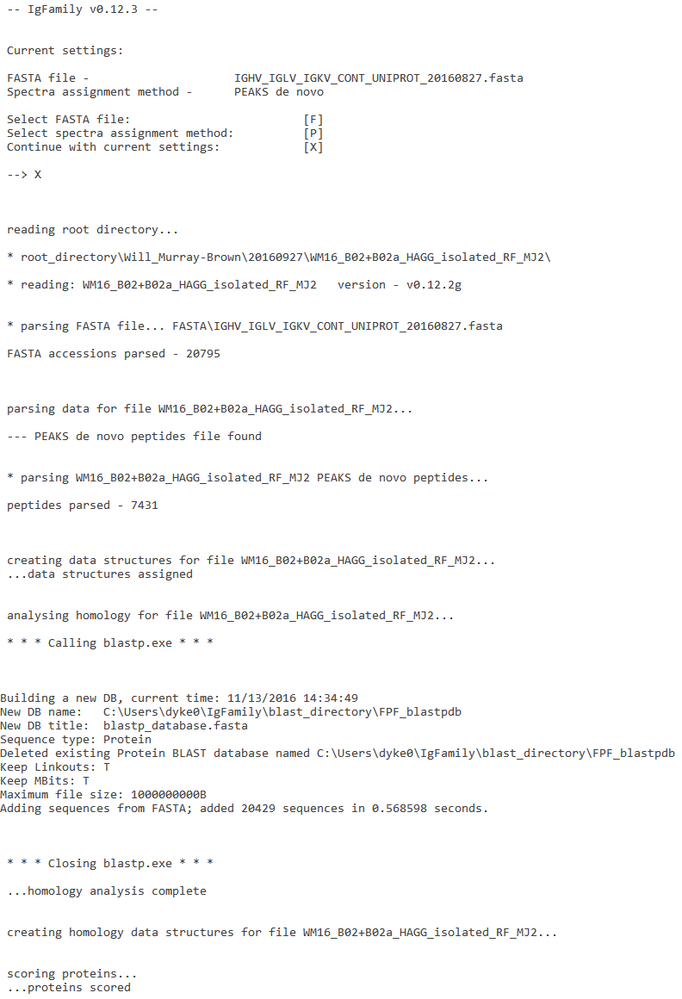 -- IgFamily v0.12.3 --
Current settings:
FASTA file - IGHV_IGLV_IGKV_CONT_UNIPROT_20160827.fasta
Spectra assignment method - PEAKS de novo
Select FASTA file: [F]
Select spectra assignment method: [P]
Continue with current settings: [X]
--> X
reading root directory...
* root_directory\Will_Murray-Brown\20160927\WM16_B02+B02a_HAGG_isolated_RF_MJ2\
* reading: WM16_B02+B02a_HAGG_isolated_RF_MJ2 version - v0.12.2g
* parsing FASTA file... FASTA\IGHV_IGLV_IGKV_CONT_UNIPROT_20160827.fasta
FASTA accessions parsed - 20795
parsing data for file WM16_B02+B02a_HAGG_isolated_RF_MJ2...
--- PEAKS de novo peptides file found
* parsing WM16_B02+B02a_HAGG_isolated_RF_MJ2 PEAKS de novo peptides...
peptides parsed - 7431
creating data structures for file WM16_B02+B02a_HAGG_isolated_RF_MJ2...
...data structures assigned
analysing homology for file WM16_B02+B02a_HAGG_isolated_RF_MJ2...
* * * Calling blastp.exe * * *
Building a new DB, current time: 11/13/2016 14:34:49
New DB name: C:\Users\dyke0\IgFamily\blast_directory\FPF_blastpdb
New DB title: blastp_database.fasta
Sequence type: Protein
Deleted existing Protein BLAST database named C:\Users\dyke0\IgFamily\blast_directory\FPF_blastpdb
Keep Linkouts: T
Keep MBits: T
Maximum file size: 1000000000B
Adding sequences from FASTA; added 20429 sequences in 0.568598 seconds.
* * * Closing blastp.exe * * *
...homology analysis complete
creating homology data structures for file WM16_B02+B02a_HAGG_isolated_RF_MJ2...
scoring proteins...
...proteins scored